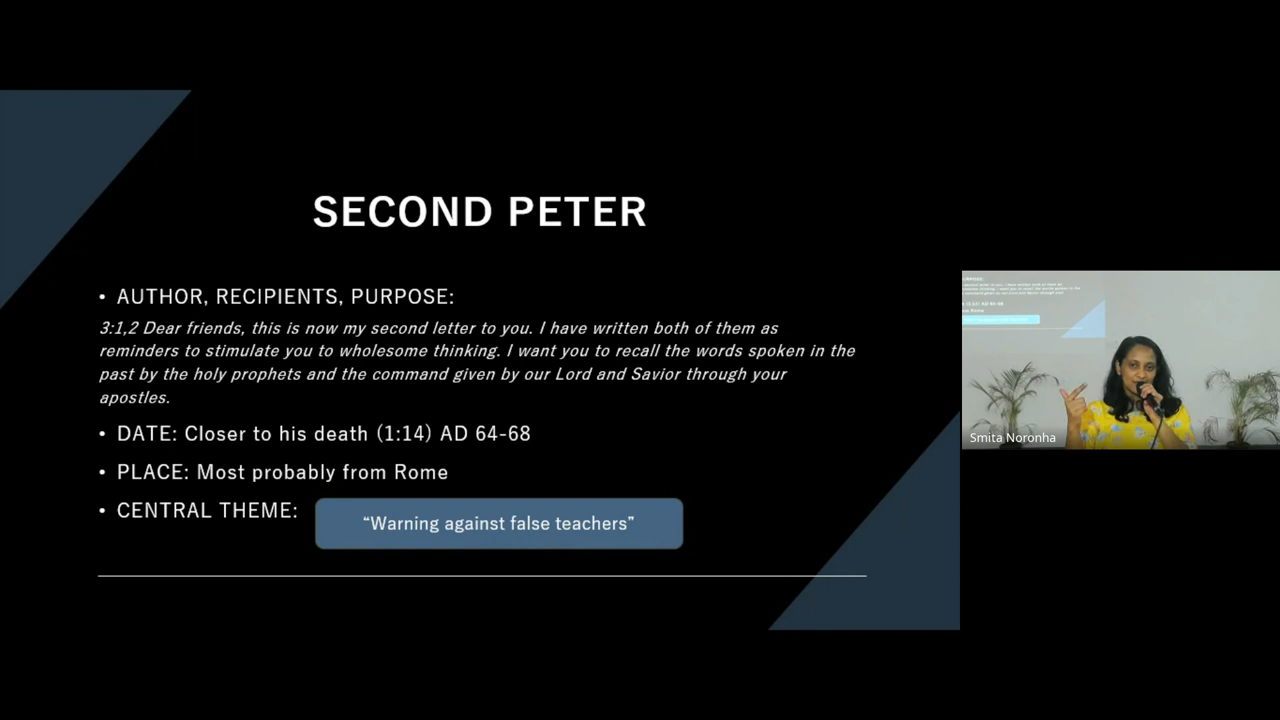 SECOND PETER
• AUTHOR, RECIPIENTS, PURPOSE:
3:1,2 Dear friends, this is now my second letter to you. I have written both of them as
reminders to stimulate you to wholesome thinking. I want you to recall the words spoken in the
past by the holy prophets and the command given by our Lord and Savior through your
apostles.
• DATE: Closer to his death (1:14) AD 64-68
• PLACE: Most probably from Rome
• CENTRAL THEME:
“Warning against false teachers”
Smita Noronha